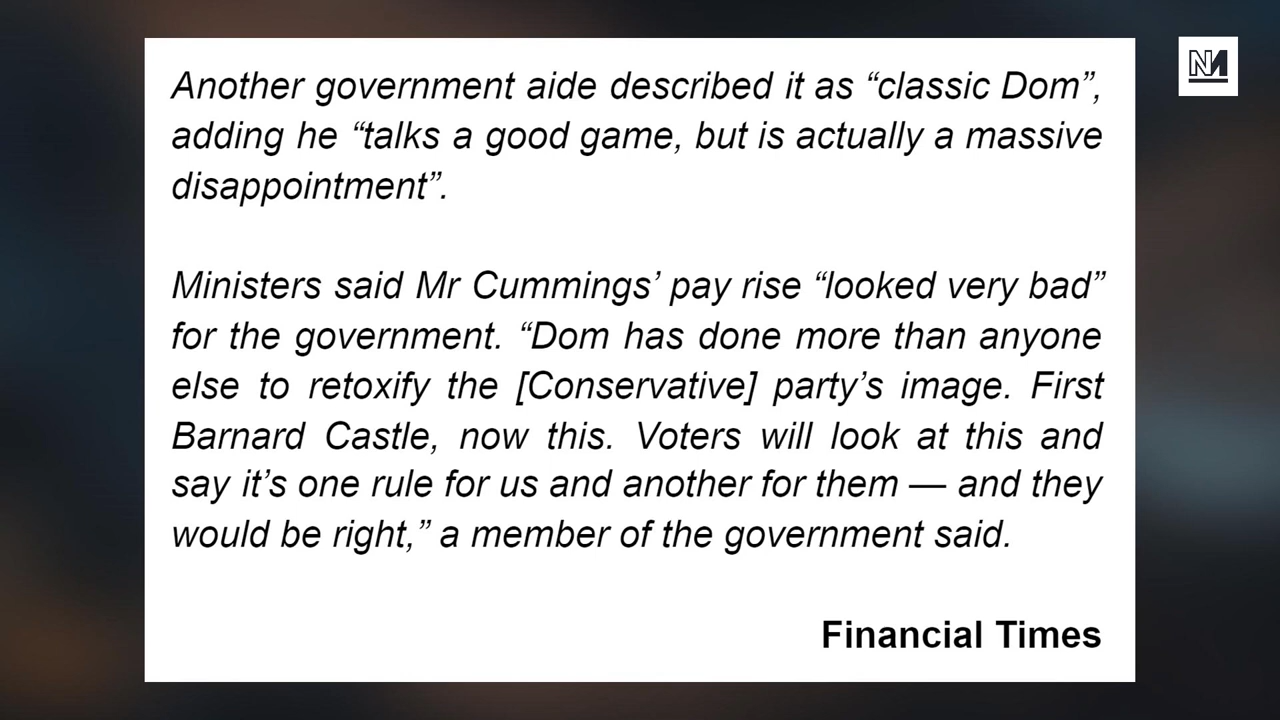 Another government aide described it as “classic Dom”,
adding he “talks a good game, but is actually a massive
disappointment”.
Ministers said Mr Cummings’ pay rise “looked very bad”
for the government. “Dom has done more than anyone
else to retoxify the [Conservative] party’s image. First
Barnard Castle, now this. Voters will look at this and
say it’s one rule for us and another for them — and they
would be right,” a member of the government said.
Financial Times
NM